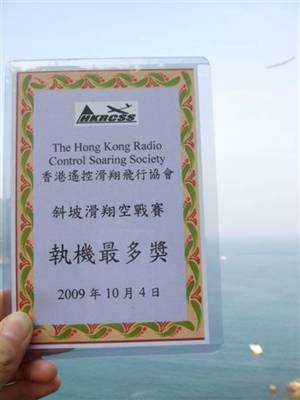 HKRCSS
The Hong Kong Radio
Control Soaring Society
香港遙控滑翔飛行協會
斜坡滑翔空戰賽
執機最多獎
2009 年 10 月 4 日